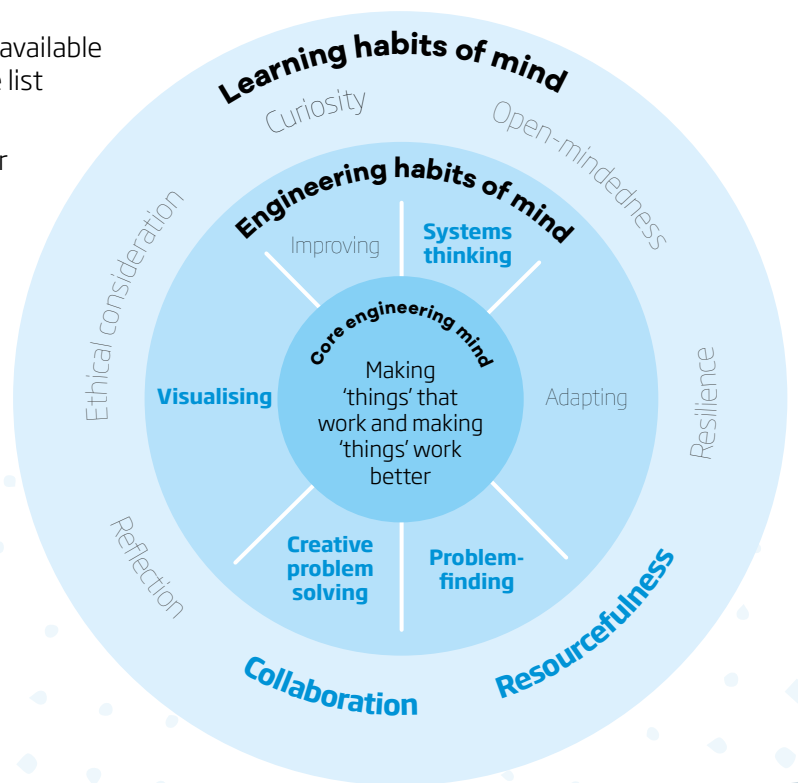 available
list
r
Learning habits of mind
Curiosity
Open-mindedness
Ethical consideration
Resilience
Reflection
Resourcefulness
Collaboration
Engineering habits of mind
Improving
Systems
thinking
Visualising
Adapting
Creative
problem
solving
Problem-
finding
Core engineering mind
Making
‘things’ that
work and making
‘things’ work
better